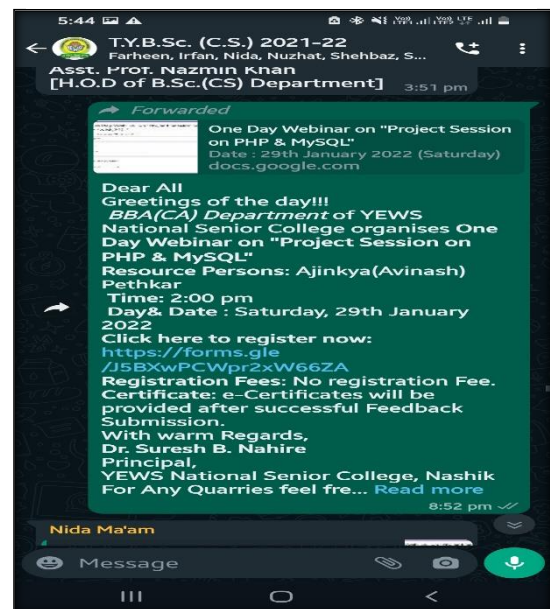 5:44
T.Y.B.Sc. (C.S.) 2021-22
Farheen, Irfan, Nida, Nuzhat, Shehbaz, S...
Asst. Prof. Nazmin Khan
[H.O.D of B.Sc.(CS) Department] 3:51 pm
Forwarded
One Day Webinar on "Project Session
on PHP & MySQL"
Date : 29th January 2022 (Saturday)
docs.google.com
Dear All
Greetings of the day!!!
BBA(CA) Department of YEWS
National Senior College organises One
Day Webinar on "Project Session on
PHP & MySQL"
Resource Persons: Ajinkya(Avinash)
Pethkar
Time: 2:00 pm
Day& Date : Saturday, 29th January
2022
Click here to register now:
https://forms.gle
/J5BXwPCWpr2xW66ZA
Registration Fees: No registration Fee.
Certificate: e-Certificates will be
provided after successful Feedback
Submission.
With warm Regards,
Dr. Suresh B. Nahire
Principal,
YEWS National Senior College, Nashik
For Any Quarries feel fre... Read more
8:52 pm
Nida Ma'am
Message